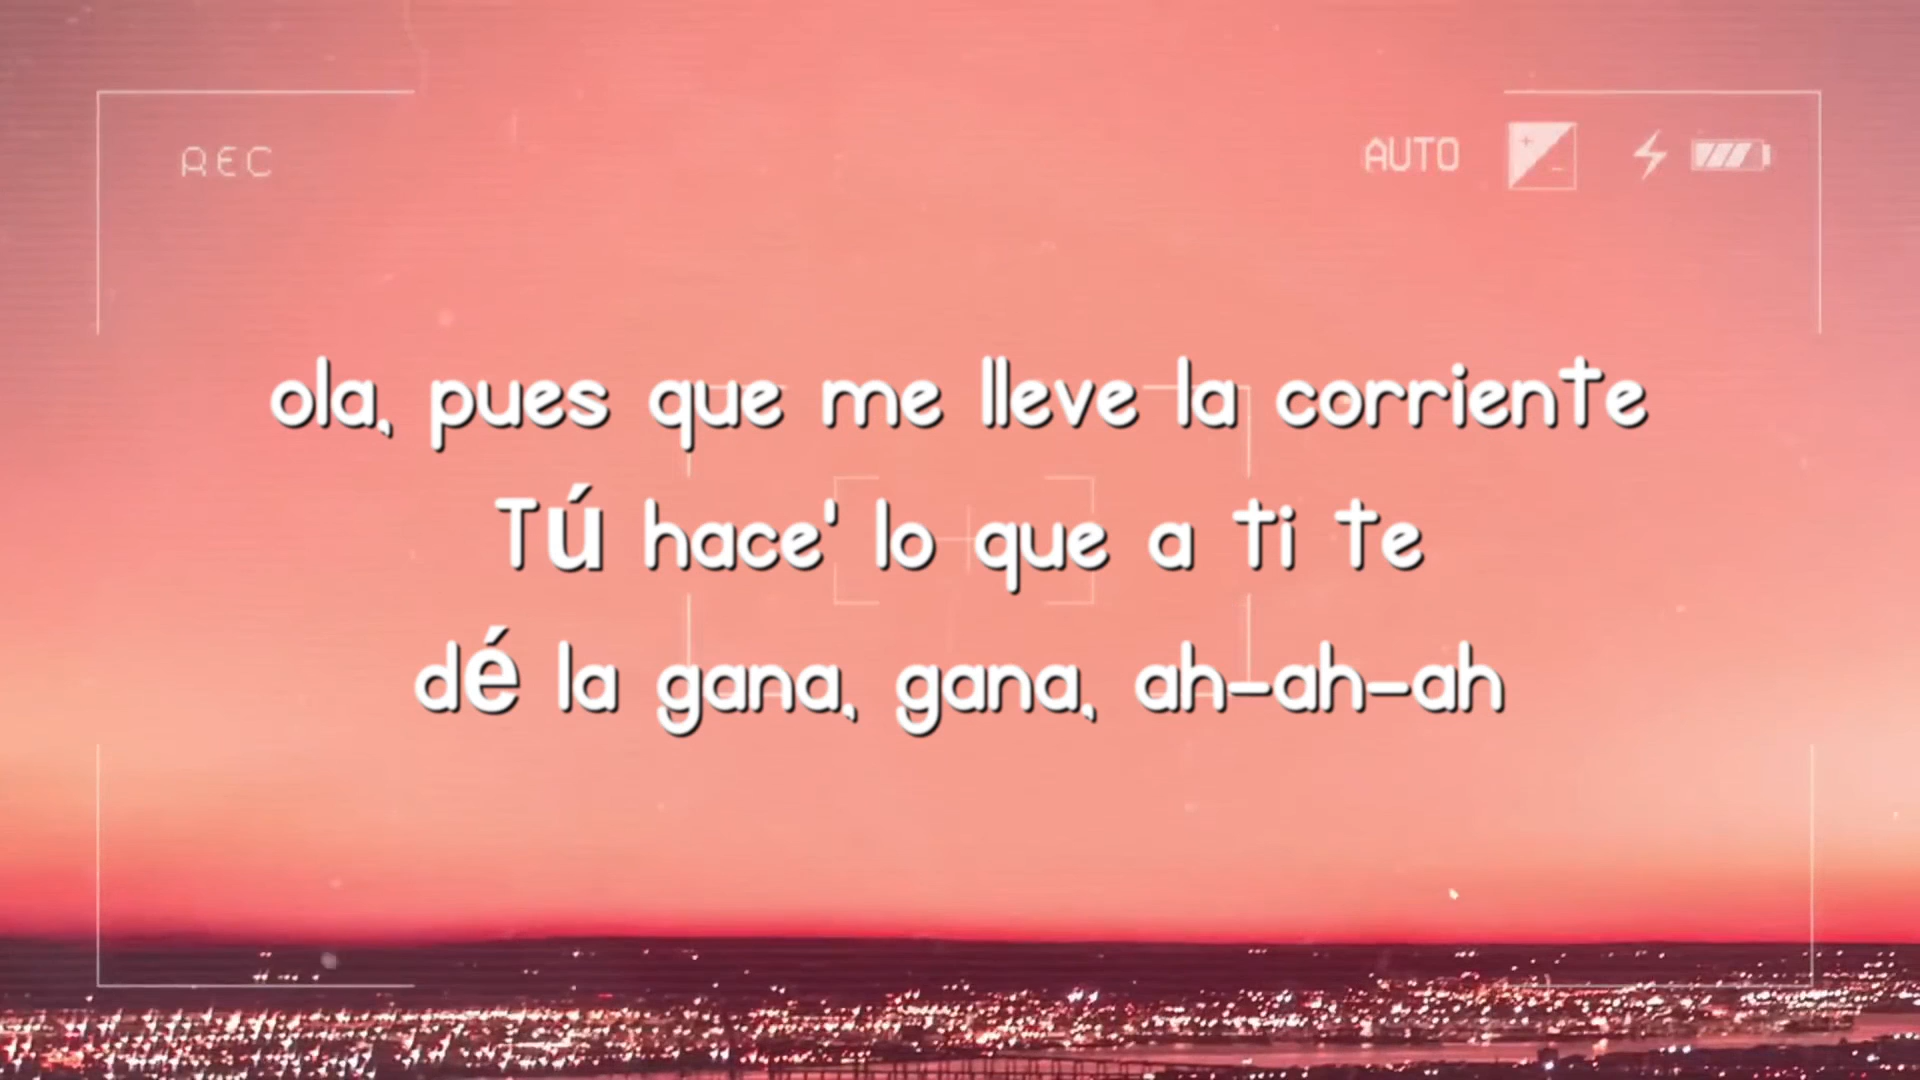 REC
AUTO
ola, pues que me lleve la corriente
Tú hace' lo que a ti te
dé la gana, gana, ah-ah-ah